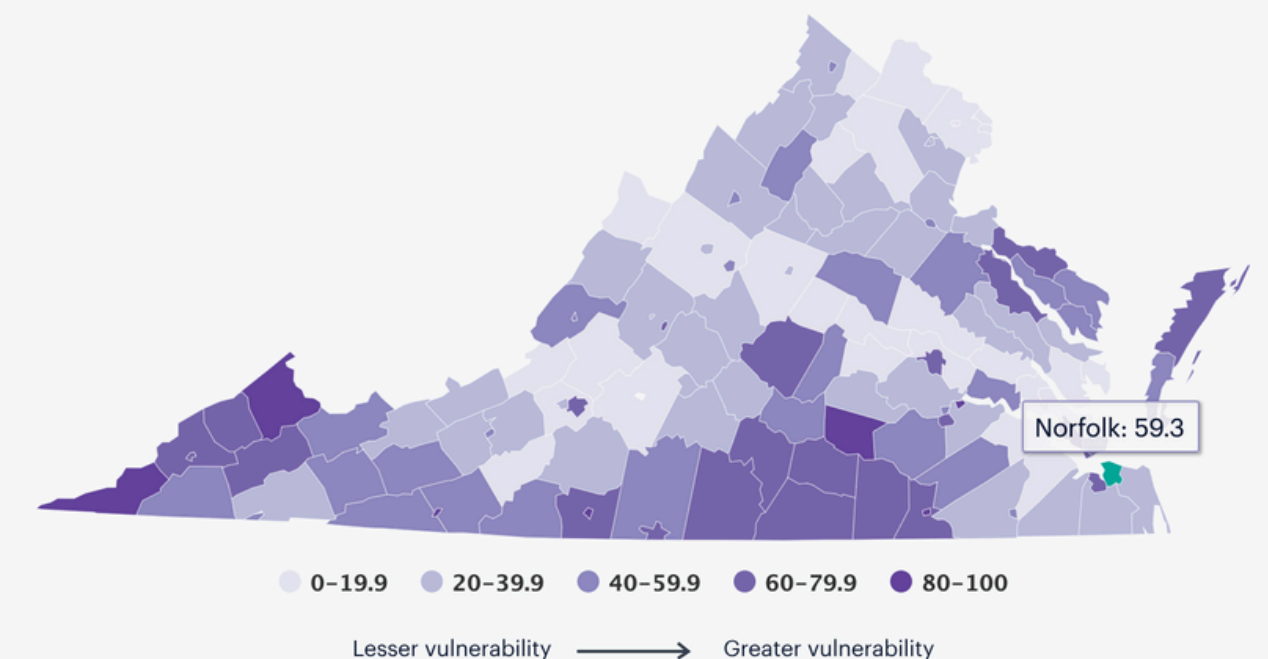 Norfolk: 59.3
0–19.9 20–39.9 40–59.9 60–79.9 80–100
Lesser vulnerability Greater vulnerability